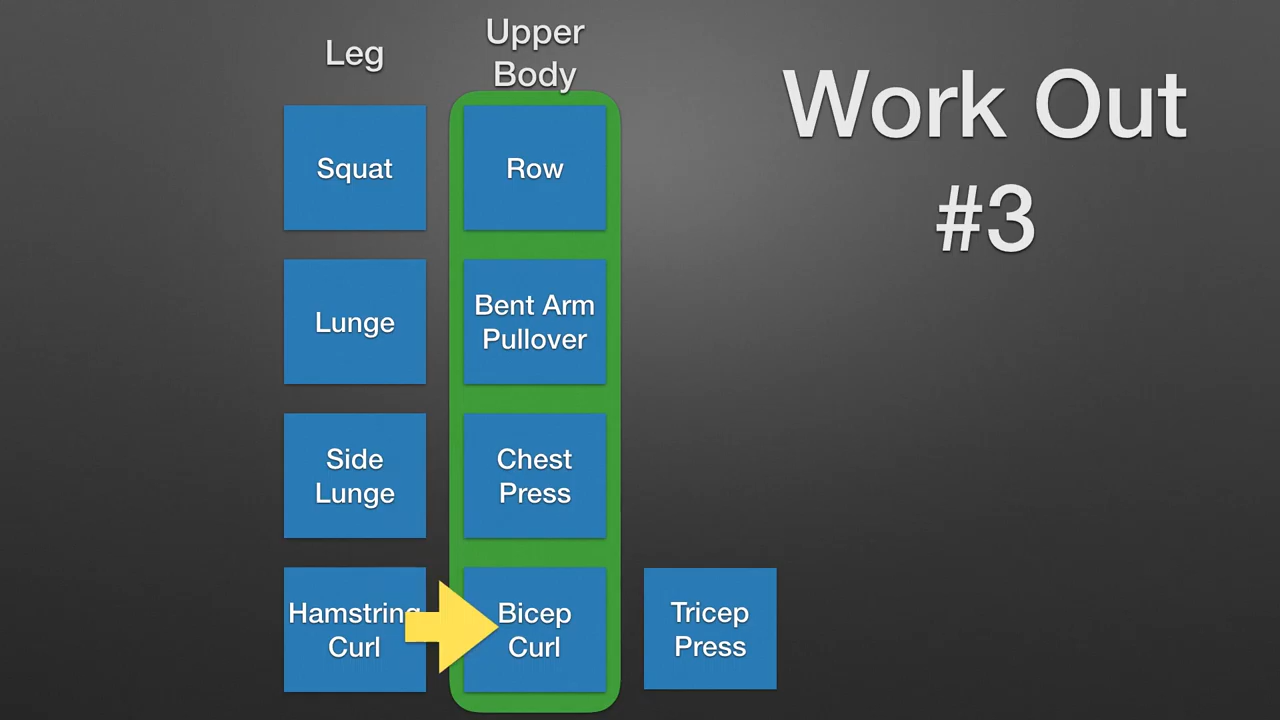 Leg
Upper
Body
Work Out
#3
Squat
Row
Lunge
Bent Arm
Pullover
Side
Lunge
Chest
Press
Hamstring
Curl
Bicep
Curl
Tricep
Press